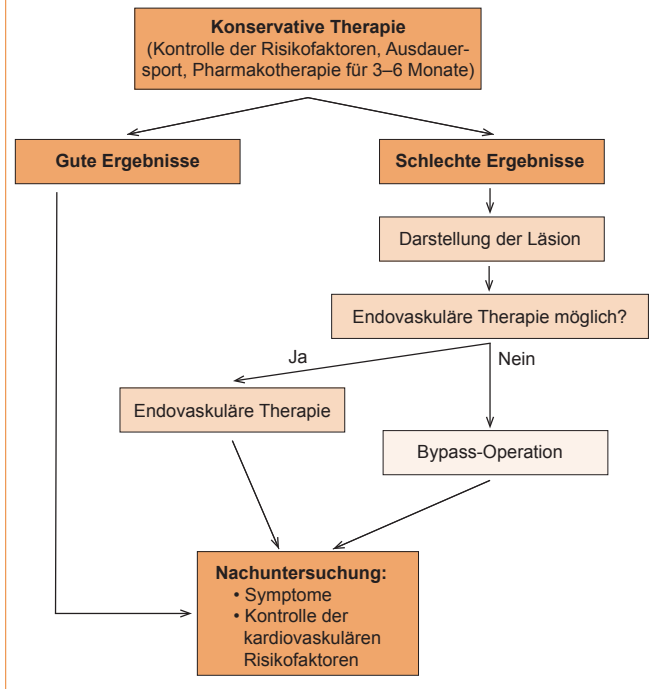 Konservative Therapie
(Kontrolle der Risikofaktoren, Ausdauer-
sport, Pharmakotherapie für 3–6 Monate)
Gute Ergebnisse
Schlechte Ergebnisse
Darstellung der Läsion
Endovaskuläre Therapie möglich?
Ja
Nein
Endovaskuläre Therapie
Bypass-Operation
Nachuntersuchung:
• Symptome
• Kontrolle der
kardiovaskulären
Risikofaktoren